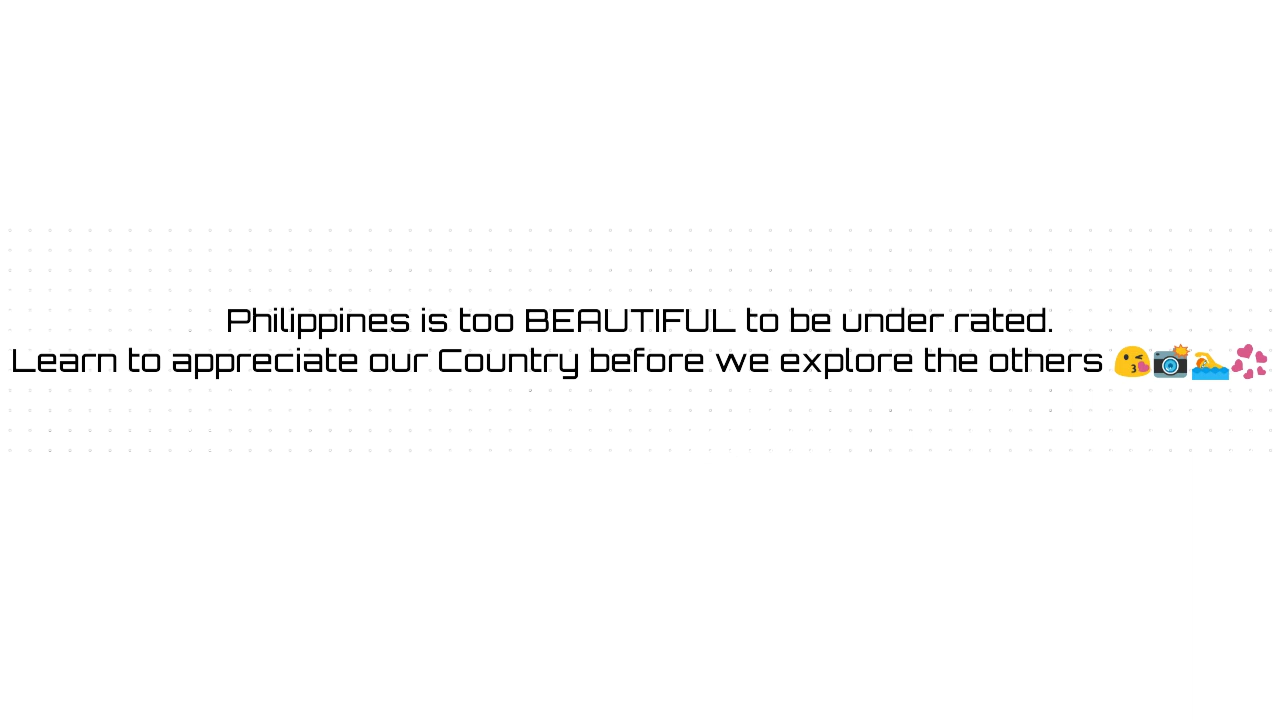 Philippines is too BEAUTIFUL to be under rated.
Learn to appreciate our Country before we explore the others 😘📸🏊💞